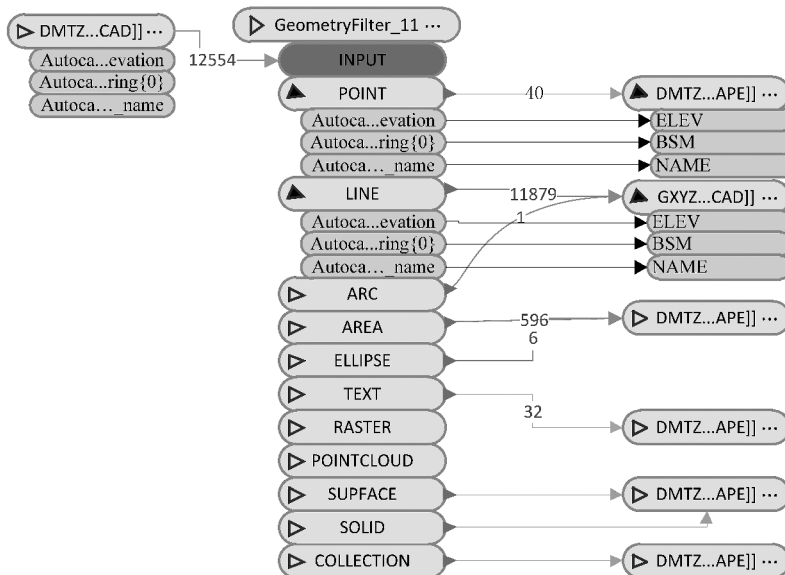 DMTZ...CAD]] ...
Autoca...evation
Autoca...ring{0}
Autoca..._name
12554
GeometryFilter_11 ...
INPUT
POINT
40
DMTZ...APE]] ...
Autoca...evation
ELEV
Autoca...ring{0}
BSM
Autoca..._name
NAME
LINE
11879
GXYZ...CAD]] ...
Autoca...evation
1
ELEV
Autoca...ring{0}
BSM
Autoca..._name
NAME
ARC
AREA
596
DMTZ...APE]] ...
ELLIPSE
6
TEXT
32
DMTZ...APE]] ...
RASTER
POINTCLOUD
SUPFACE
DMTZ...APE]] ...
SOLID
COLLECTION
DMTZ...APE]] ...